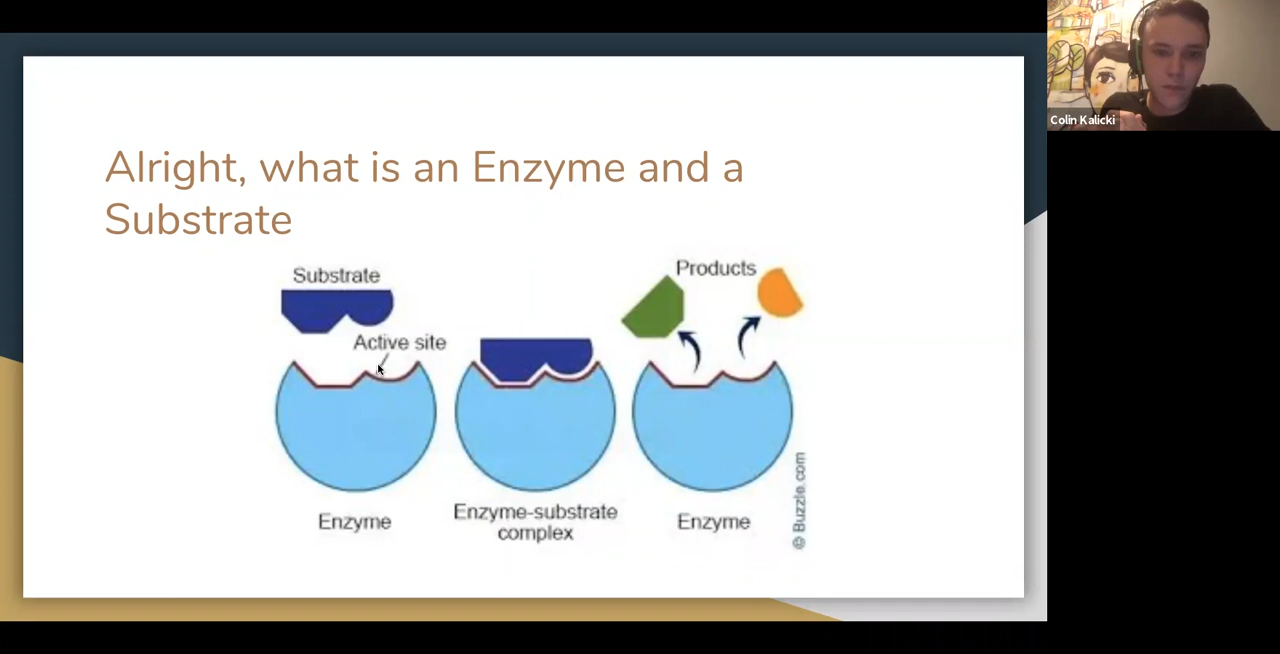 Colin Kalicki
Alright, what is an Enzyme and a
Substrate
Substrate
Products
Active site
Enzyme
Enzyme-substrate
complex
Enzyme
© Buzzle.com